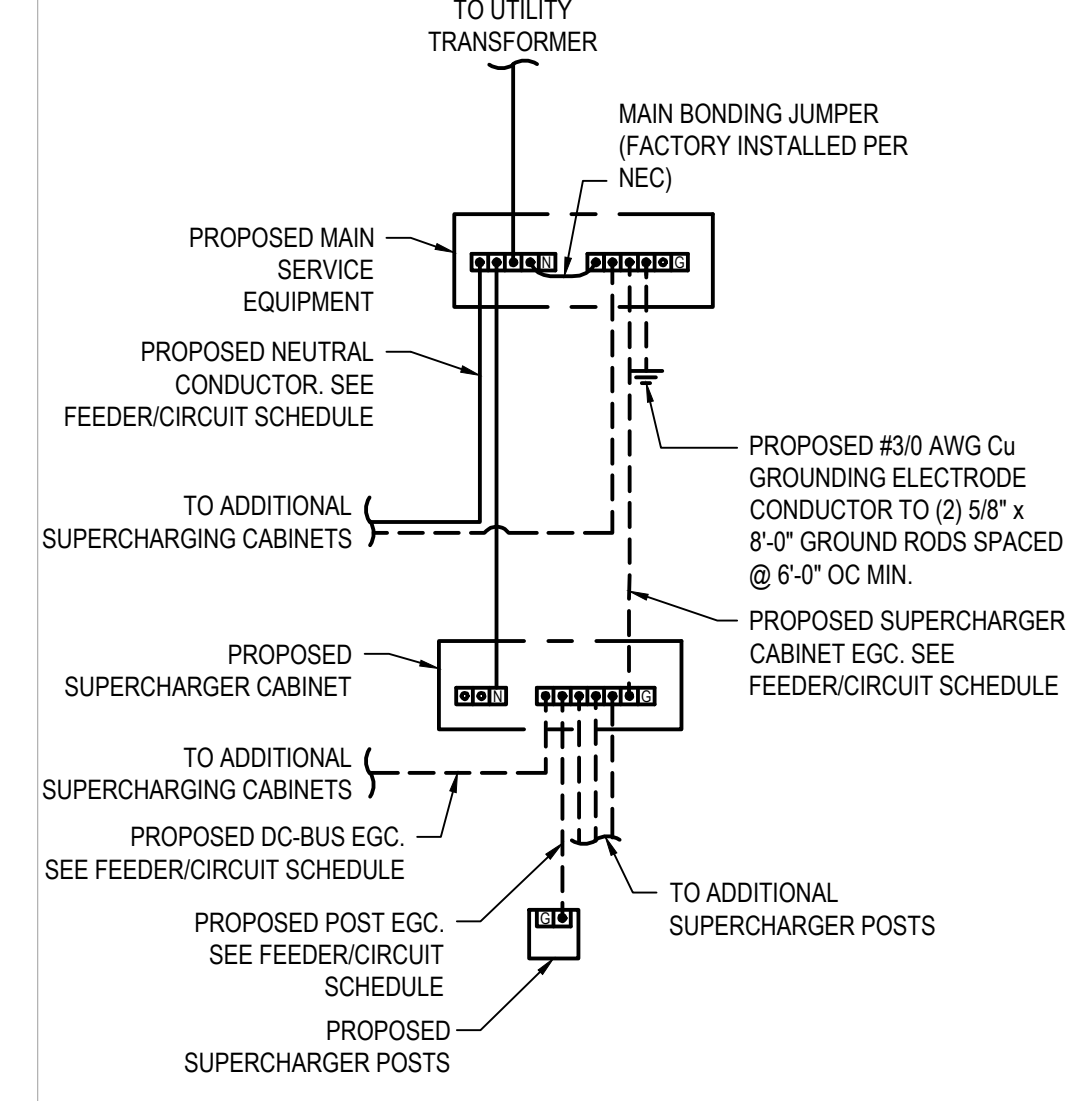 TO UTILITY
TRANSFORMER
MAIN BONDING JUMPER
(FACTORY INSTALLED PER
NEC)
PROPOSED MAIN
SERVICE
EQUIPMENT
N
G
PROPOSED NEUTRAL
CONDUCTOR. SEE
FEEDER/CIRCUIT SCHEDULE
PROPOSED #3/0 AWG Cu
GROUNDING ELECTRODE
CONDUCTOR TO (2) 5/8" x
8'-0" GROUND RODS SPACED
@ 6'-0" OC MIN.
TO ADDITIONAL
SUPERCHARGING CABINETS
PROPOSED SUPERCHARGER
CABINET EGC. SEE
FEEDER/CIRCUIT SCHEDULE
PROPOSED
SUPERCHARGER CABINET
N
G
TO ADDITIONAL
SUPERCHARGING CABINETS
PROPOSED DC-BUS EGC.
SEE FEEDER/CIRCUIT SCHEDULE
TO ADDITIONAL
SUPERCHARGER POSTS
PROPOSED POST EGC.
SEE FEEDER/CIRCUIT
SCHEDULE
G
PROPOSED
SUPERCHARGER POSTS